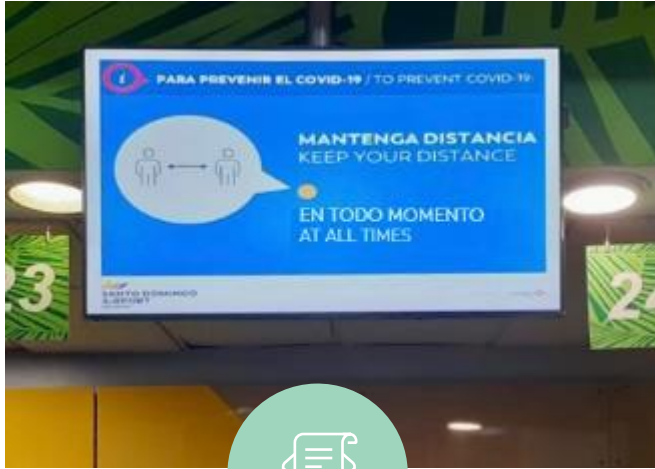 i PARA PREVENIR EL COVID-19 / TO PREVENT COVID-19:
MANTENGA DISTANCIA
KEEP YOUR DISTANCE
EN TODO MOMENTO
AT ALL TIMES
SANTO DOMINGO
AIRPORT
23
24